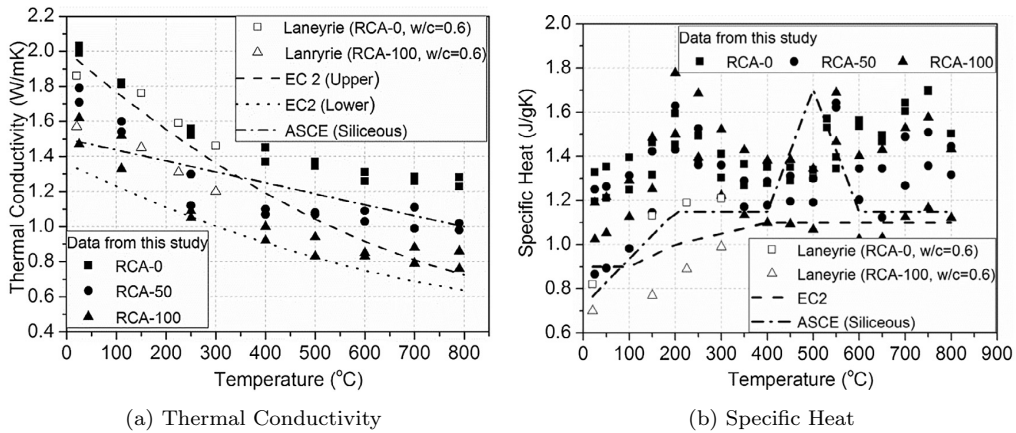 2.2
2.0
1.8
1.6
1.4
1.2
1.0
0.8
0.6
0.4
Thermal Conductivity (W/mK)
Laneyrie (RCA-0, w/c=0.6)
Lanryrie (RCA-100, w/c=0.6)
EC 2 (Upper)
EC2 (Lower)
ASCE (Siliceous)
Data from this study
RCA-0
RCA-50
RCA-100
0 100 200 300 400 500 600 700 800
Temperature (°C)
(a) Thermal Conductivity
2.0
1.8
1.6
1.4
1.2
1.0
0.8
0.6
Specific Heat (J/gK)
Data from this study
RCA-0 RCA-50 RCA-100
Laneyrie (RCA-0, w/c=0.6)
Laneyrie (RCA-100, w/c=0.6)
EC2
ASCE (Siliceous)
0 100 200 300 400 500 600 700 800 900
Temperature (°C)
(b) Specific Heat